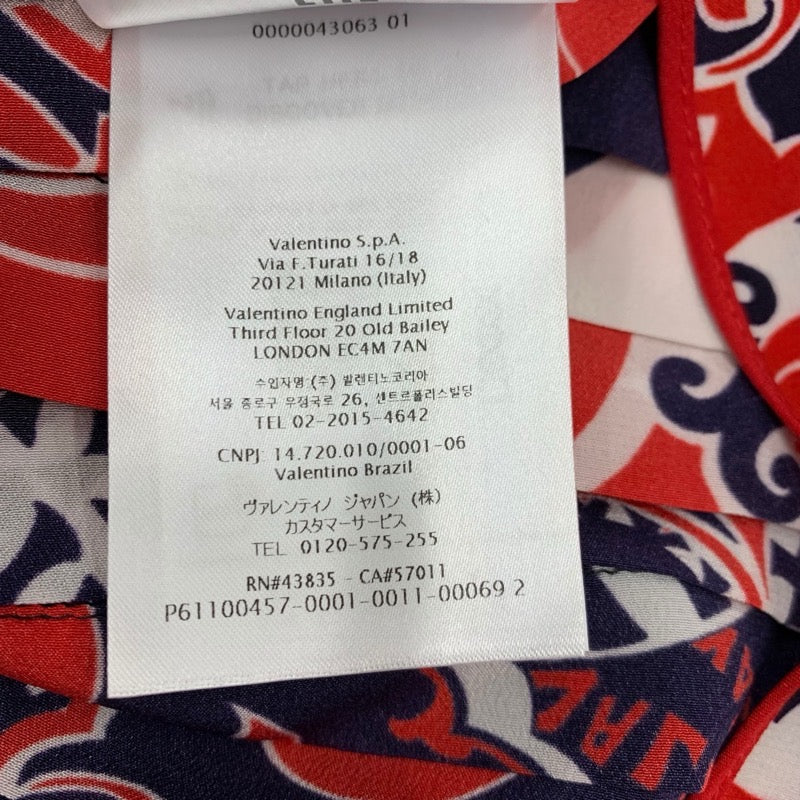 0000043063 01
Valentino S.p.A.
Via F.Turati 16/18
20121 Milano (Italy)
Valentino England Limited
Third Floor 20 Old Bailey
LONDON EC4M 7AN
수입자명:(주) 발렌티노코리아
서울 종로구 우정국로 26, 센트로폴리스빌딩
TEL 02-2015-4642
CNPJ: 14.720.010/0001-06
Valentino Brazil
ヴァレンティノ ジャパン (株)
カスタマーサービス
TEL 0120-575-255
RN#43835 - CA#57011
P61100457-0001-0011-00069 2